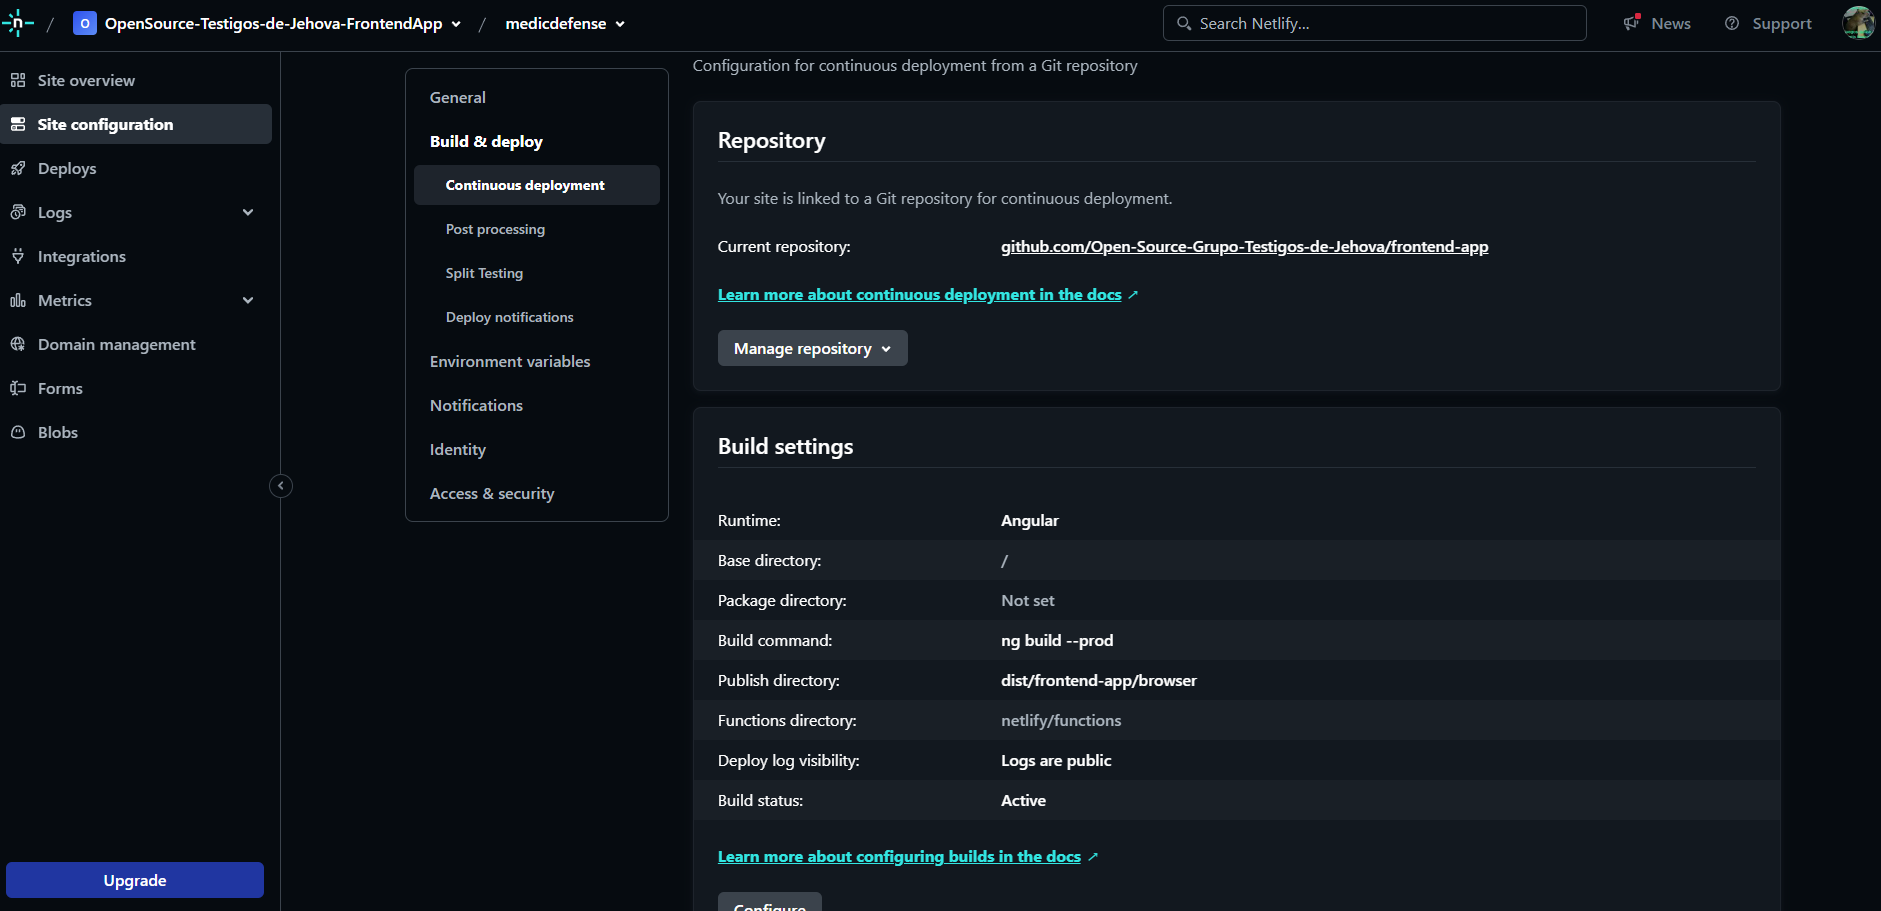 n / O OpenSource-Testigos-de-Jehova-FrontendApp / medicdefense
Search Netlify...
News
Support
Site overview
Site configuration
Deploys
Logs
Integrations
Metrics
Domain management
Forms
Blobs
Upgrade
General
Build & deploy
Continuous deployment
Post processing
Split Testing
Deploy notifications
Environment variables
Notifications
Identity
Access & security
Configuration for continuous deployment from a Git repository
Repository
Your site is linked to a Git repository for continuous deployment.
Current repository: github.com/Open-Source-Grupo-Testigos-de-Jehova/frontend-app
Learn more about continuous deployment in the docs ↗
Manage repository
Build settings
Runtime: Angular
Base directory: /
Package directory: Not set
Build command: ng build --prod
Publish directory: dist/frontend-app/browser
Functions directory: netlify/functions
Deploy log visibility: Logs are public
Build status: Active
Learn more about configuring builds in the docs ↗
Configure